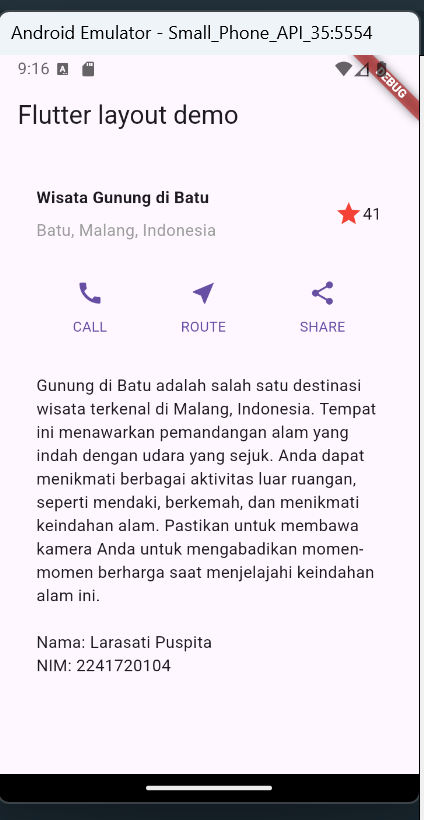 Android Emulator - Small_Phone_API_35:5554
9:16 A
DEBUG
Flutter layout demo
Wisata Gunung di Batu
41
Batu, Malang, Indonesia
CALL ROUTE SHARE
Gunung di Batu adalah salah satu destinasi
wisata terkenal di Malang, Indonesia. Tempat
ini menawarkan pemandangan alam yang
indah dengan udara yang sejuk. Anda dapat
menikmati berbagai aktivitas luar ruangan,
seperti mendaki, berkemah, dan menikmati
keindahan alam. Pastikan untuk membawa
kamera Anda untuk mengabadikan momen-
momen berharga saat menjelajahi keindahan
alam ini.
Nama: Larasati Puspita
NIM: 2241720104